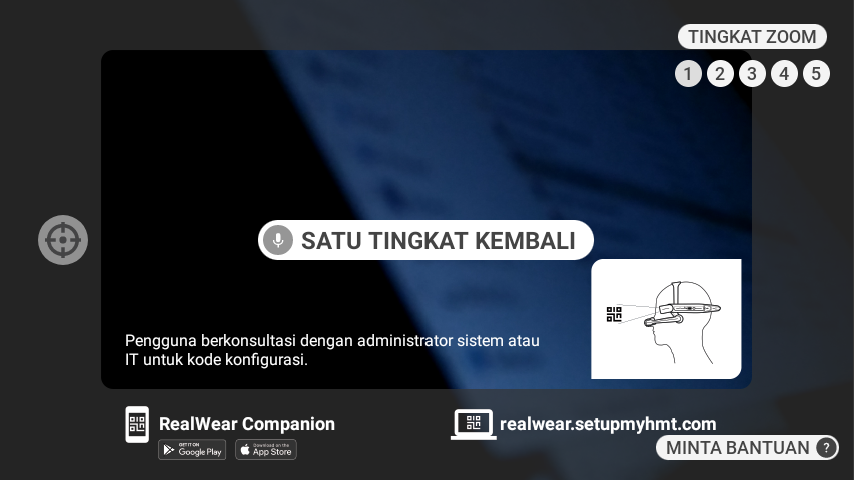 TINGKAT ZOOM
1 2 3 4 5
SATU TINGKAT KEMBALI
Pengguna berkonsultasi dengan administrator sistem atau
IT untuk kode konfigurasi.
RealWear Companion
GET IT ON
Google Play
Download on the
App Store
realwear.setupmyhmt.com
MINTA BANTUAN ?